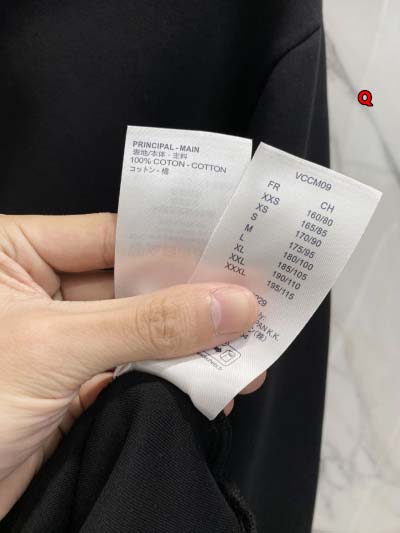 PRINCIPAL - MAIN
表地/本体・主料
100% COTON - COTTON
コットン・棉
VCCM09
FR CH
XXS 160/80
XS 165/85
S 170/90
M 175/95
L 180/100
XL 185/105
XXL 190/110
XXXL 195/115
PAN K.K.
(株)
Q